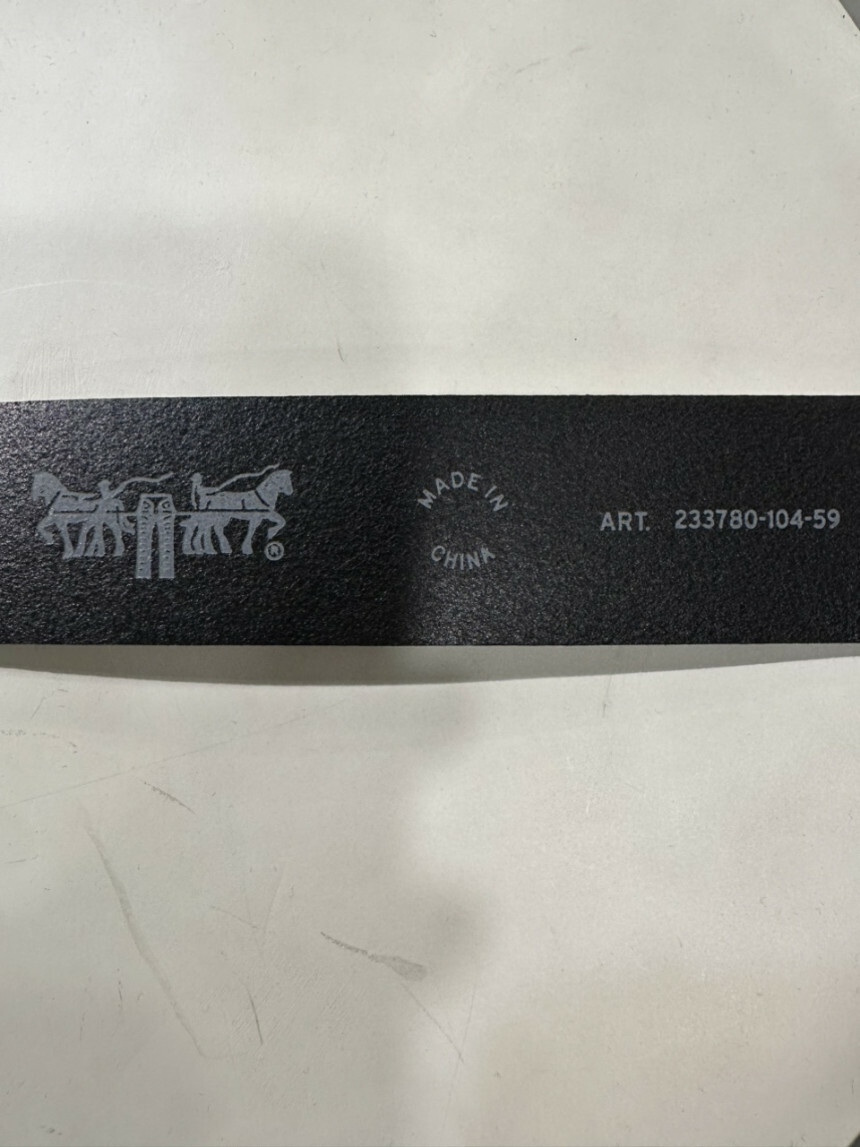 ®
MADE IN
CHINA
ART. 233780-104-59